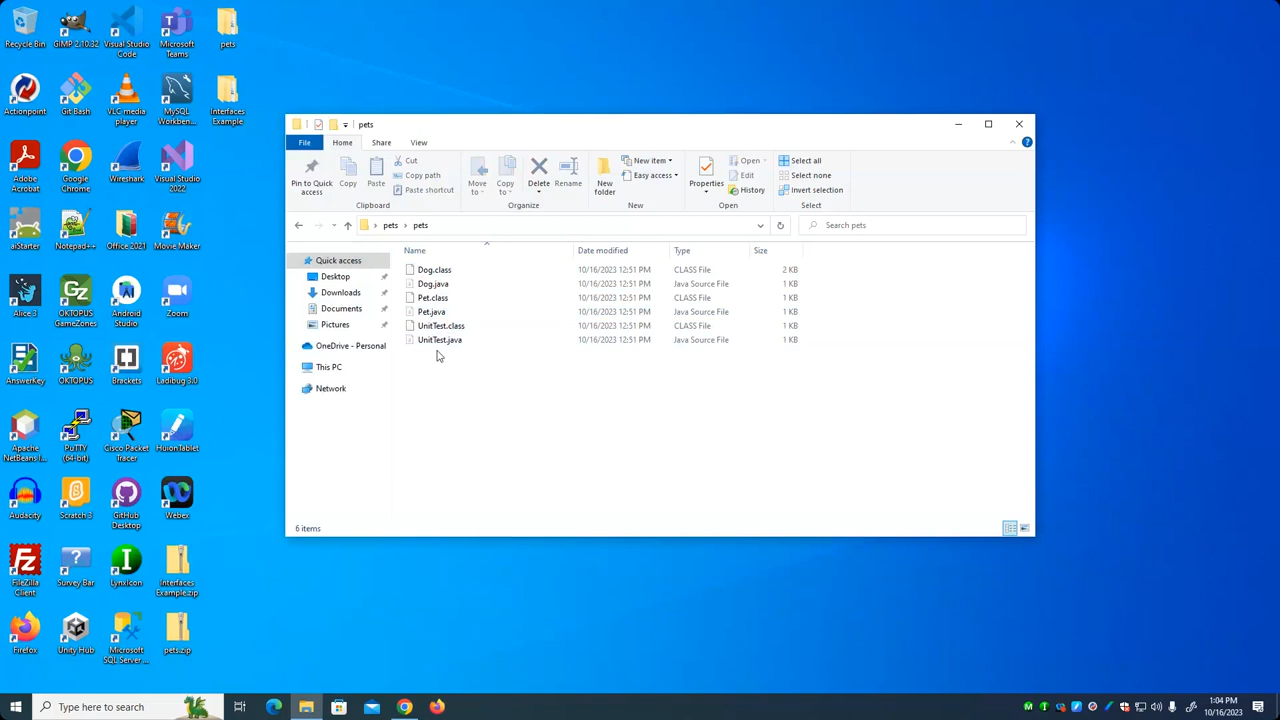 Recycle Bin
GIMP 2.10.32
Visual Studio
Code
Microsoft
Teams
pets
Actionpoint
Git Bash
VLC media
player
MySQL
Workben...
Interfaces
Example
Adobe
Acrobat
Google
Chrome
Wireshark
Visual Studio
2022
aiStarter
Notepad++
Office 2021
Movie Maker
Alice 3
OKTOPUS
GameZones
Android
Studio
Zoom
AnswerKey
OKTOPUS
Brackets
Ladibug 3.0
Apache
NetBeans I...
PuTTY
(64-bit)
Cisco Packet
Tracer
HuionTablet
Audacity
Scratch 3
GitHub
Desktop
Webex
FileZilla
Client
Survey Bar
Lynxicon
Interfaces
Example.zip
Firefox
Unity Hub
Microsoft
SQL Server ...
pets.zip
pets
File
Home
Share
View
Pin to Quick
access
Copy
Paste
Cut
Copy path
Paste shortcut
Clipboard
Move
to
Copy
to
Delete
Rename
Organize
New
folder
New item
Easy access
New
Properties
Open
Edit
History
Open
Select all
Select none
Invert selection
Select
pets > pets
Search pets
Quick access
Desktop
Downloads
Documents
Pictures
OneDrive - Personal
This PC
Network
Name Date modified Type Size
Dog.class 10/16/2023 12:51 PM CLASS File 2 KB
Dog.java 10/16/2023 12:51 PM Java Source File 1 KB
Pet.class 10/16/2023 12:51 PM CLASS File 1 KB
Pet.java 10/16/2023 12:51 PM Java Source File 1 KB
UnitTest.class 10/16/2023 12:51 PM CLASS File 1 KB
UnitTest.java 10/16/2023 12:51 PM Java Source File 1 KB
6 items
Type here to search
1:04 PM
10/16/2023